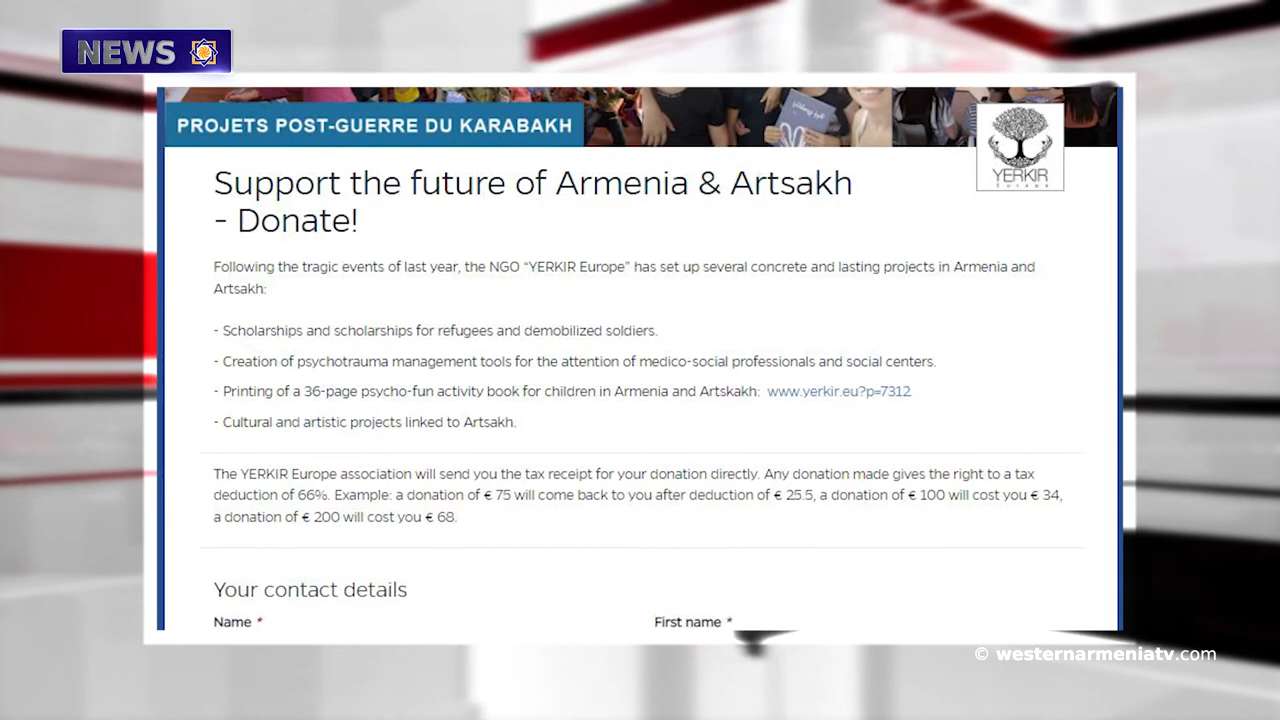 NEWS
PROJETS POST-GUERRE DU KARABAKH
YERKIR
Europe
Support the future of Armenia & Artsakh
- Donate!
Following the tragic events of last year, the NGO “YERKIR Europe” has set up several concrete and lasting projects in Armenia and
Artsakh:
- Scholarships and scholarships for refugees and demobilized soldiers.
- Creation of psychotrauma management tools for the attention of medico-social professionals and social centers.
- Printing of a 36-page psycho-fun activity book for children in Armenia and Artskakh: www.yerkir.eu?p=7312
- Cultural and artistic projects linked to Artsakh.
The YERKIR Europe association will send you the tax receipt for your donation directly. Any donation made gives the right to a tax
deduction of 66%. Example: a donation of € 75 will come back to you after deduction of € 25.5, a donation of € 100 will cost you € 34,
a donation of € 200 will cost you € 68.
Your contact details
Name *
First name *
© westernarmeniatv.com